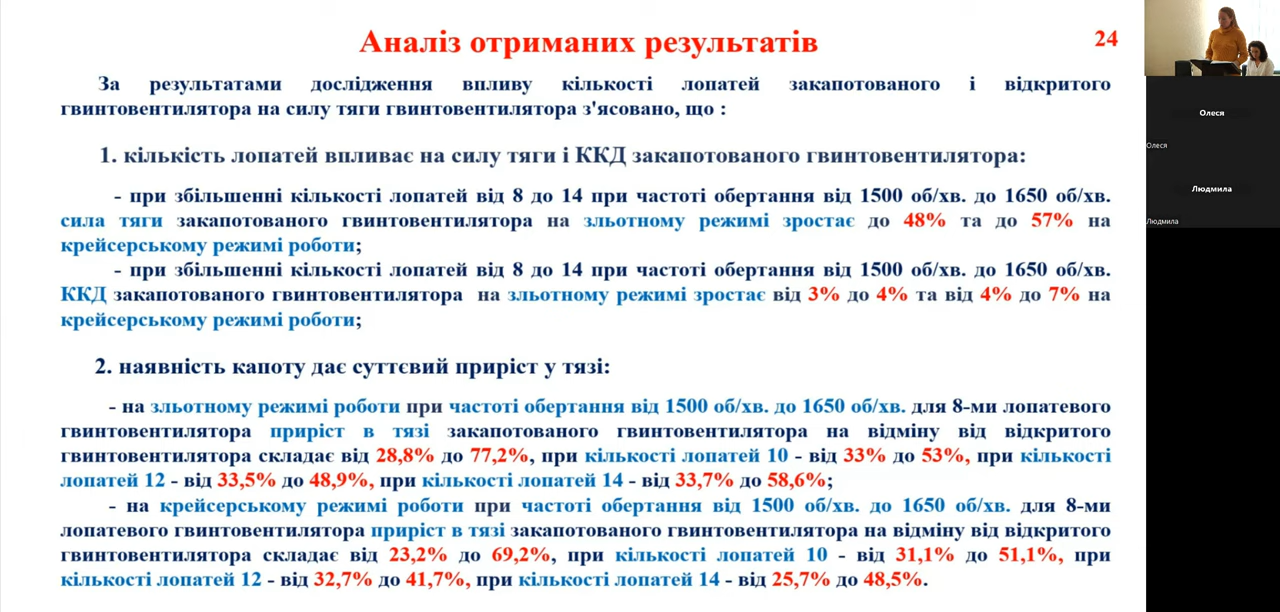 Аналіз отриманих результатів
24
За результатами дослідження впливу кількості лопатей закапотованого і відкритого
гвинтовентилятора на силу тяги гвинтовентилятора з'ясовано, що :
1. кількість лопатей впливає на силу тяги і ККД закапотованого гвинтовентилятора:
- при збільшенні кількості лопатей від 8 до 14 при частоті обертання від 1500 об/хв. до 1650 об/хв.
сила тяги закапотованого гвинтовентилятора на зльотному режимі зростає до 48% та до 57% на
крейсерському режимі роботи;
- при збільшенні кількості лопатей від 8 до 14 при частоті обертання від 1500 об/хв. до 1650 об/хв.
ККД закапотованого гвинтовентилятора на зльотному режимі зростає від 3% до 4% та від 4% до 7% на
крейсерському режимі роботи;
2. наявність капоту дає суттєвий приріст у тязі:
- на зльотному режимі роботи при частоті обертання від 1500 об/хв. до 1650 об/хв. для 8-ми лопатевого
гвинтовентилятора приріст в тязі закапотованого гвинтовентилятора на відміну від відкритого
гвинтовентилятора складає від 28,8% до 77,2%, при кількості лопатей 10 - від 33% до 53%, при кількості
лопатей 12 - від 33,5% до 48,9%, при кількості лопатей 14 - від 33,7% до 58,6%;
- на крейсерському режимі роботи при частоті обертання від 1500 об/хв. до 1650 об/хв. для 8-ми
лопатевого гвинтовентилятора приріст в тязі закапотованого гвинтовентилятора на відміну від відкритого
гвинтовентилятора складає від 23,2% до 69,2%, при кількості лопатей 10 - від 31,1% до 51,1%, при
кількості лопатей 12 - від 32,7% до 41,7%, при кількості лопатей 14 - від 25,7% до 48,5%.
Олеся
Олеся
Людмила
Людмила